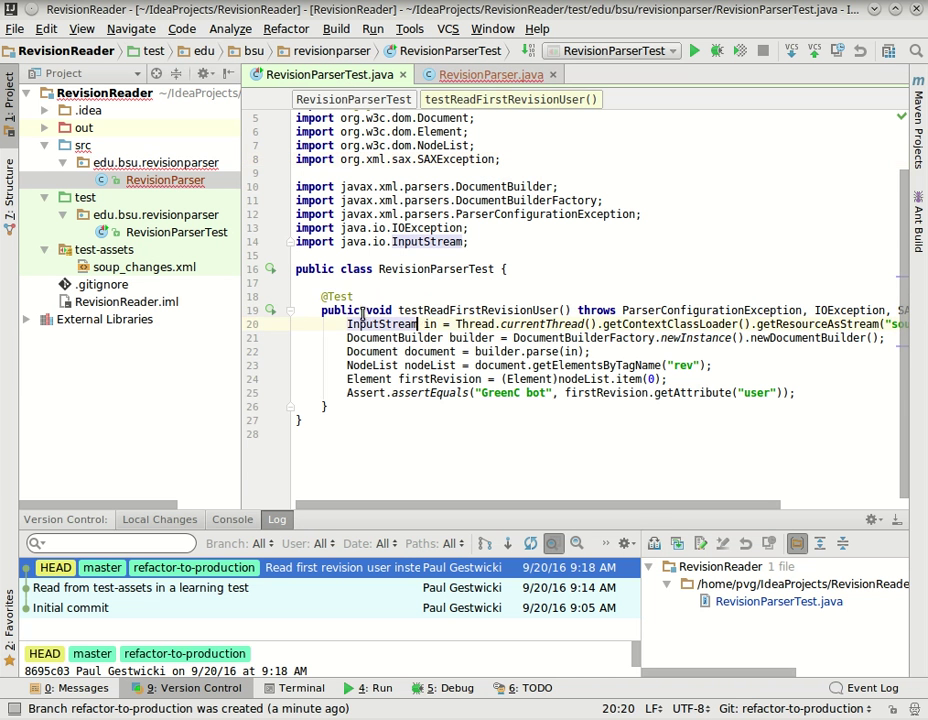 RevisionReader - [~/IdeaProjects/RevisionReader] - [RevisionReader] - ~/IdeaProjects/RevisionReader/test/edu/bsu/revisionparser/RevisionParserTest.java - I...
File Edit View Navigate Code Analyze Refactor Build Run Tools VCS Window Help
RevisionReader test edu bsu revisionparser RevisionParserTest RevisionParserTest VCS VCS
Project RevisionParserTest.java RevisionParser.java
RevisionParserTest testReadFirstRevisionUser()
1: Project
7: Structure
2: Favorites
RevisionReader ~/IdeaProjects/
.idea
out
src
edu.bsu.revisionparser
RevisionParser
test
edu.bsu.revisionparser
RevisionParserTest
test-assets
soup_changes.xml
.gitignore
RevisionReader.iml
External Libraries
5 import org.w3c.dom.Document;
6 import org.w3c.dom.Element;
7 import org.w3c.dom.NodeList;
8 import org.xml.sax.SAXException;
9
10 import javax.xml.parsers.DocumentBuilder;
11 import javax.xml.parsers.DocumentBuilderFactory;
12 import javax.xml.parsers.ParserConfigurationException;
13 import java.io.IOException;
14 import java.io.InputStream;
15
16 public class RevisionParserTest {
17
18 @Test
19 public void testReadFirstRevisionUser() throws ParserConfigurationException, IOException, SA
20 InputStream in = Thread.currentThread().getContextClassLoader().getResourceAsStream("sou
21 DocumentBuilder builder = DocumentBuilderFactory.newInstance().newDocumentBuilder();
22 Document document = builder.parse(in);
23 NodeList nodeList = document.getElementsByTagName("rev");
24 Element firstRevision = (Element)nodeList.item(0);
25 Assert.assertEquals("GreenC bot", firstRevision.getAttribute("user"));
26 }
27 }
28
Maven Projects
Ant Build
Version Control: Local Changes Console Log
Branch: All User: All Date: All Paths: All
HEAD master refactor-to-production Read first revision user inste Paul Gestwicki 9/20/16 9:18 AM
Read from test-assets in a learning test Paul Gestwicki 9/20/16 9:14 AM
Initial commit Paul Gestwicki 9/20/16 9:05 AM
HEAD master refactor-to-production
8695c03 Paul Gestwicki on 9/20/16 at 9:18 AM
RevisionReader 1 file
/home/pvg/IdeaProjects/RevisionReade
RevisionParserTest.java
0: Messages 9: Version Control Terminal 4: Run 5: Debug 6: TODO Event Log
Branch refactor-to-production was created (a minute ago) 20:20 LF UTF-8 Git: refactor-to-production